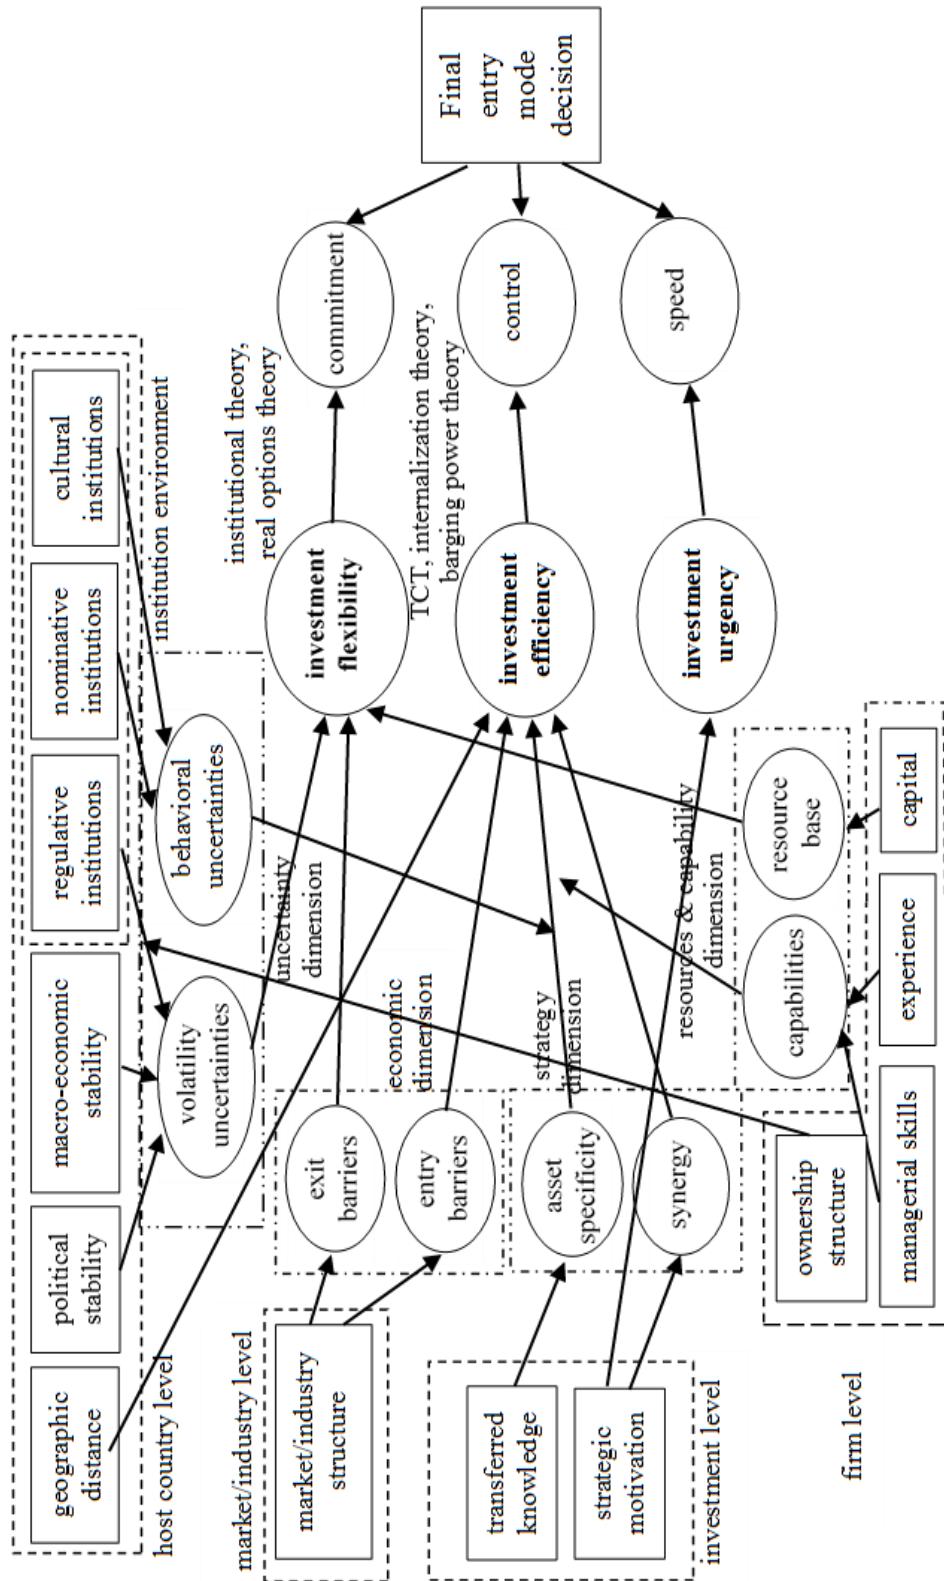 geographic
distance
political
stability
macro-economic
stability
regulative
institutions
nominative
institutions
cultural
institutions
host country level
institution environment
volatility
uncertainties
behavioral
uncertainties
uncertainty
dimension
institutional theory,
real options theory
market/industry level
market/industry
structure
exit
barriers
entry
barriers
economic
dimension
investment
flexibility
commitment
TCT, internalization theory,
barging power theory
transferred
knowledge
strategic
motivation
investment level
asset
specificity
synergy
strategy
dimension
investment
efficiency
control
Final
entry
mode
decision
resources & capability
dimension
investment
urgency
speed
firm level
ownership
structure
managerial skills
experience
capital
capabilities
resource
base